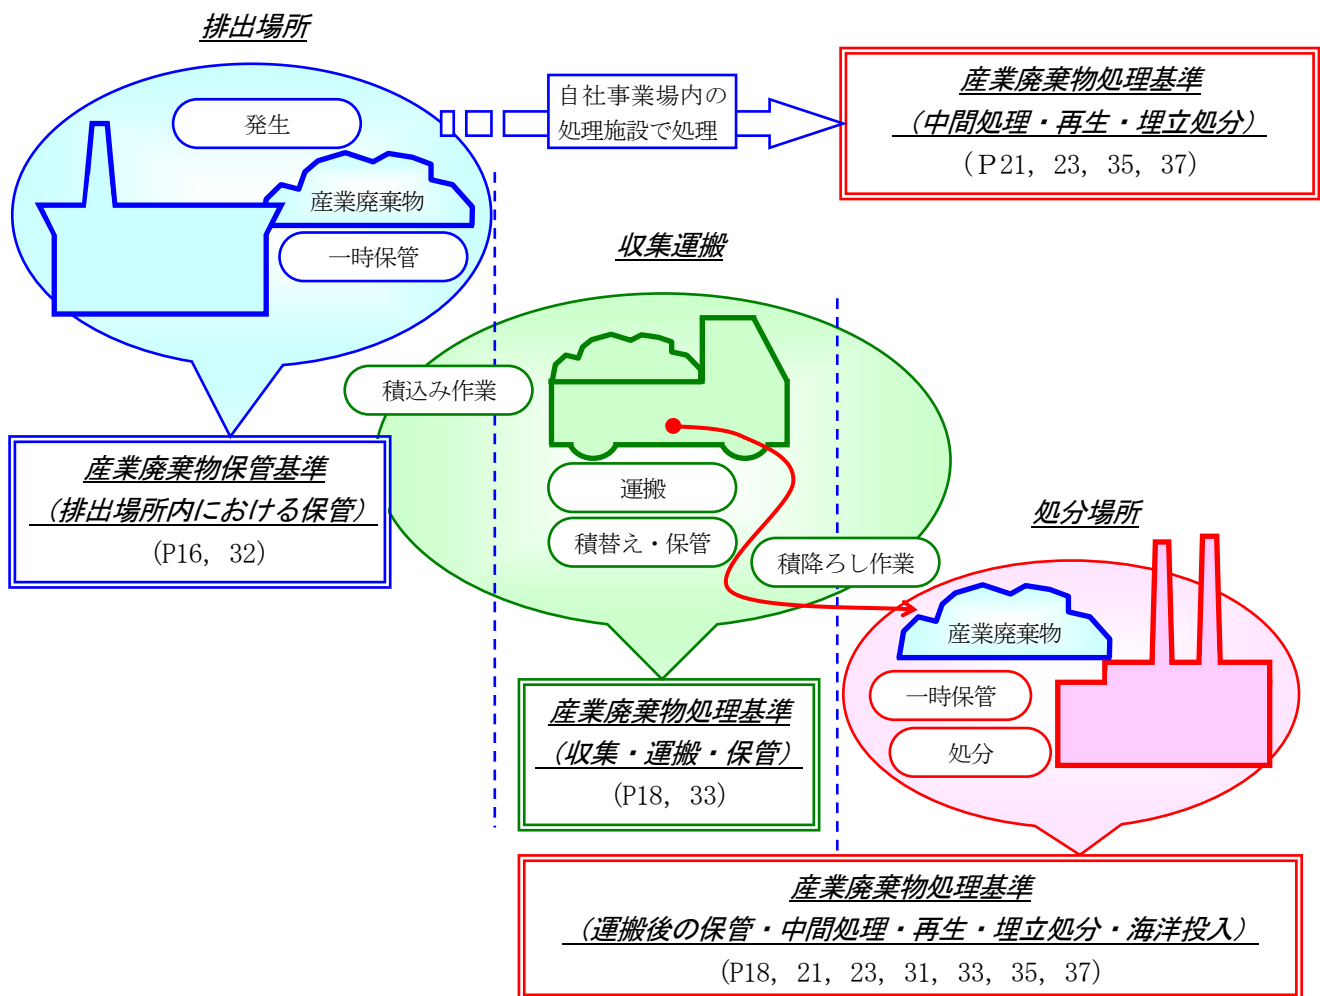 排出場所
発生
産業廃棄物
一時保管
自社事業場内の
処理施設で処理
産業廃棄物処理基準
（中間処理・再生・埋立処分）
（Ｐ21, 23, 35, 37）
収集運搬
積込み作業
運搬
積替え・保管
積降ろし作業
産業廃棄物保管基準
（排出場所内における保管）
(P16, 32)
処分場所
産業廃棄物
一時保管
処分
産業廃棄物処理基準
（収集・運搬・保管）
(P18, 33)
産業廃棄物処理基準
（運搬後の保管・中間処理・再生・埋立処分・海洋投入）
(P18, 21, 23, 31, 33, 35, 37)